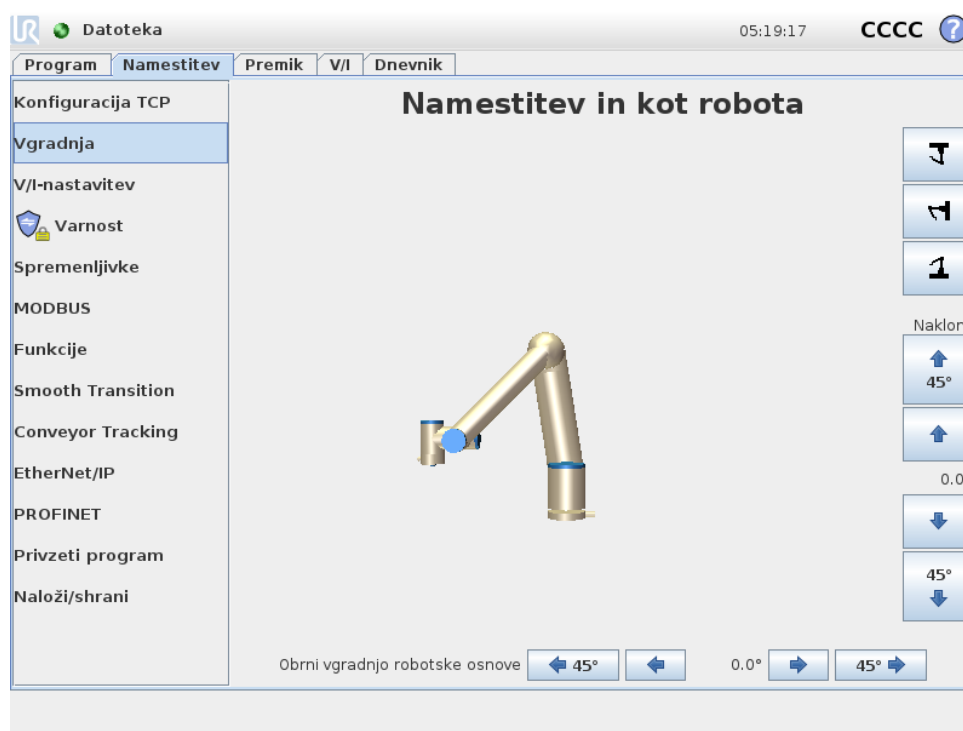 UR Datoteka 05:19:17 CCCC ?
Program Namestitev Premik V/I Dnevnik
Konfiguracija TCP
Vgradnja
V/I-nastavitev
Varnost
Spremenljivke
MODBUS
Funkcije
Smooth Transition
Conveyor Tracking
EtherNet/IP
PROFINET
Privzeti program
Naloži/shrani
Namestitev in kot robota
Naklon
45°
0.0
45°
Obrni vgradnjo robotske osnove 45° 0.0° 45°